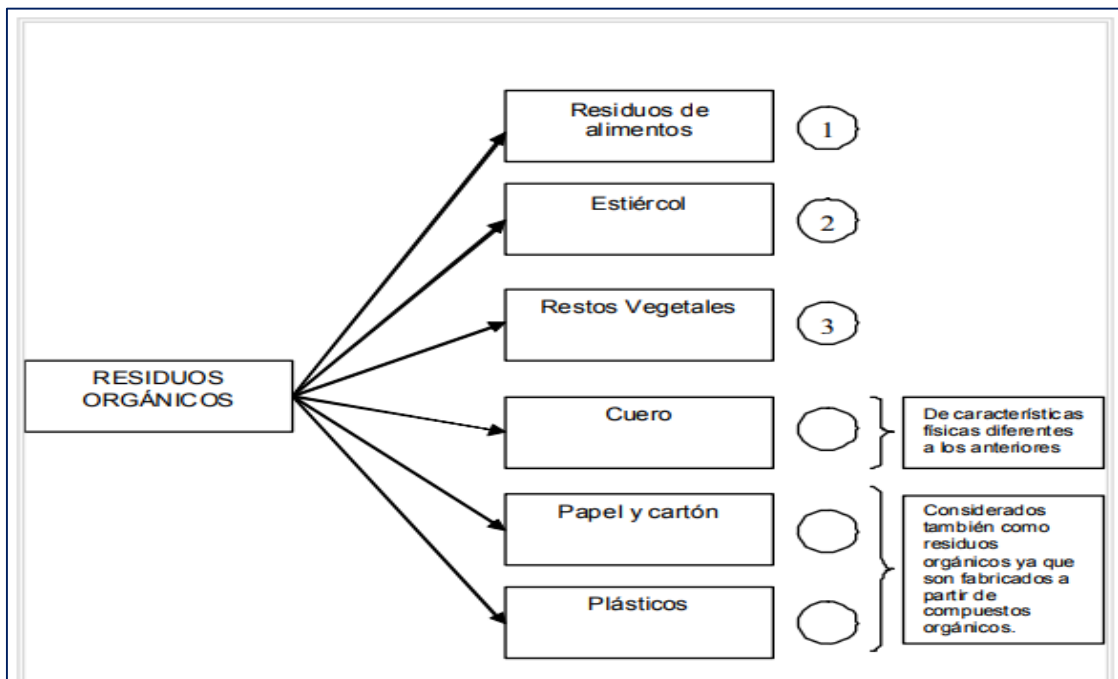 Residuos de
alimentos
1
Estiércol
2
Restos Vegetales
3
RESIDUOS
ORGÁNICOS
Cuero
De características
físicas diferentes
a los anteriores
Papel y cartón
Considerados
también como
residuos
orgánicos ya que
son fabricados a
partir de
compuestos
orgánicos.
Plásticos